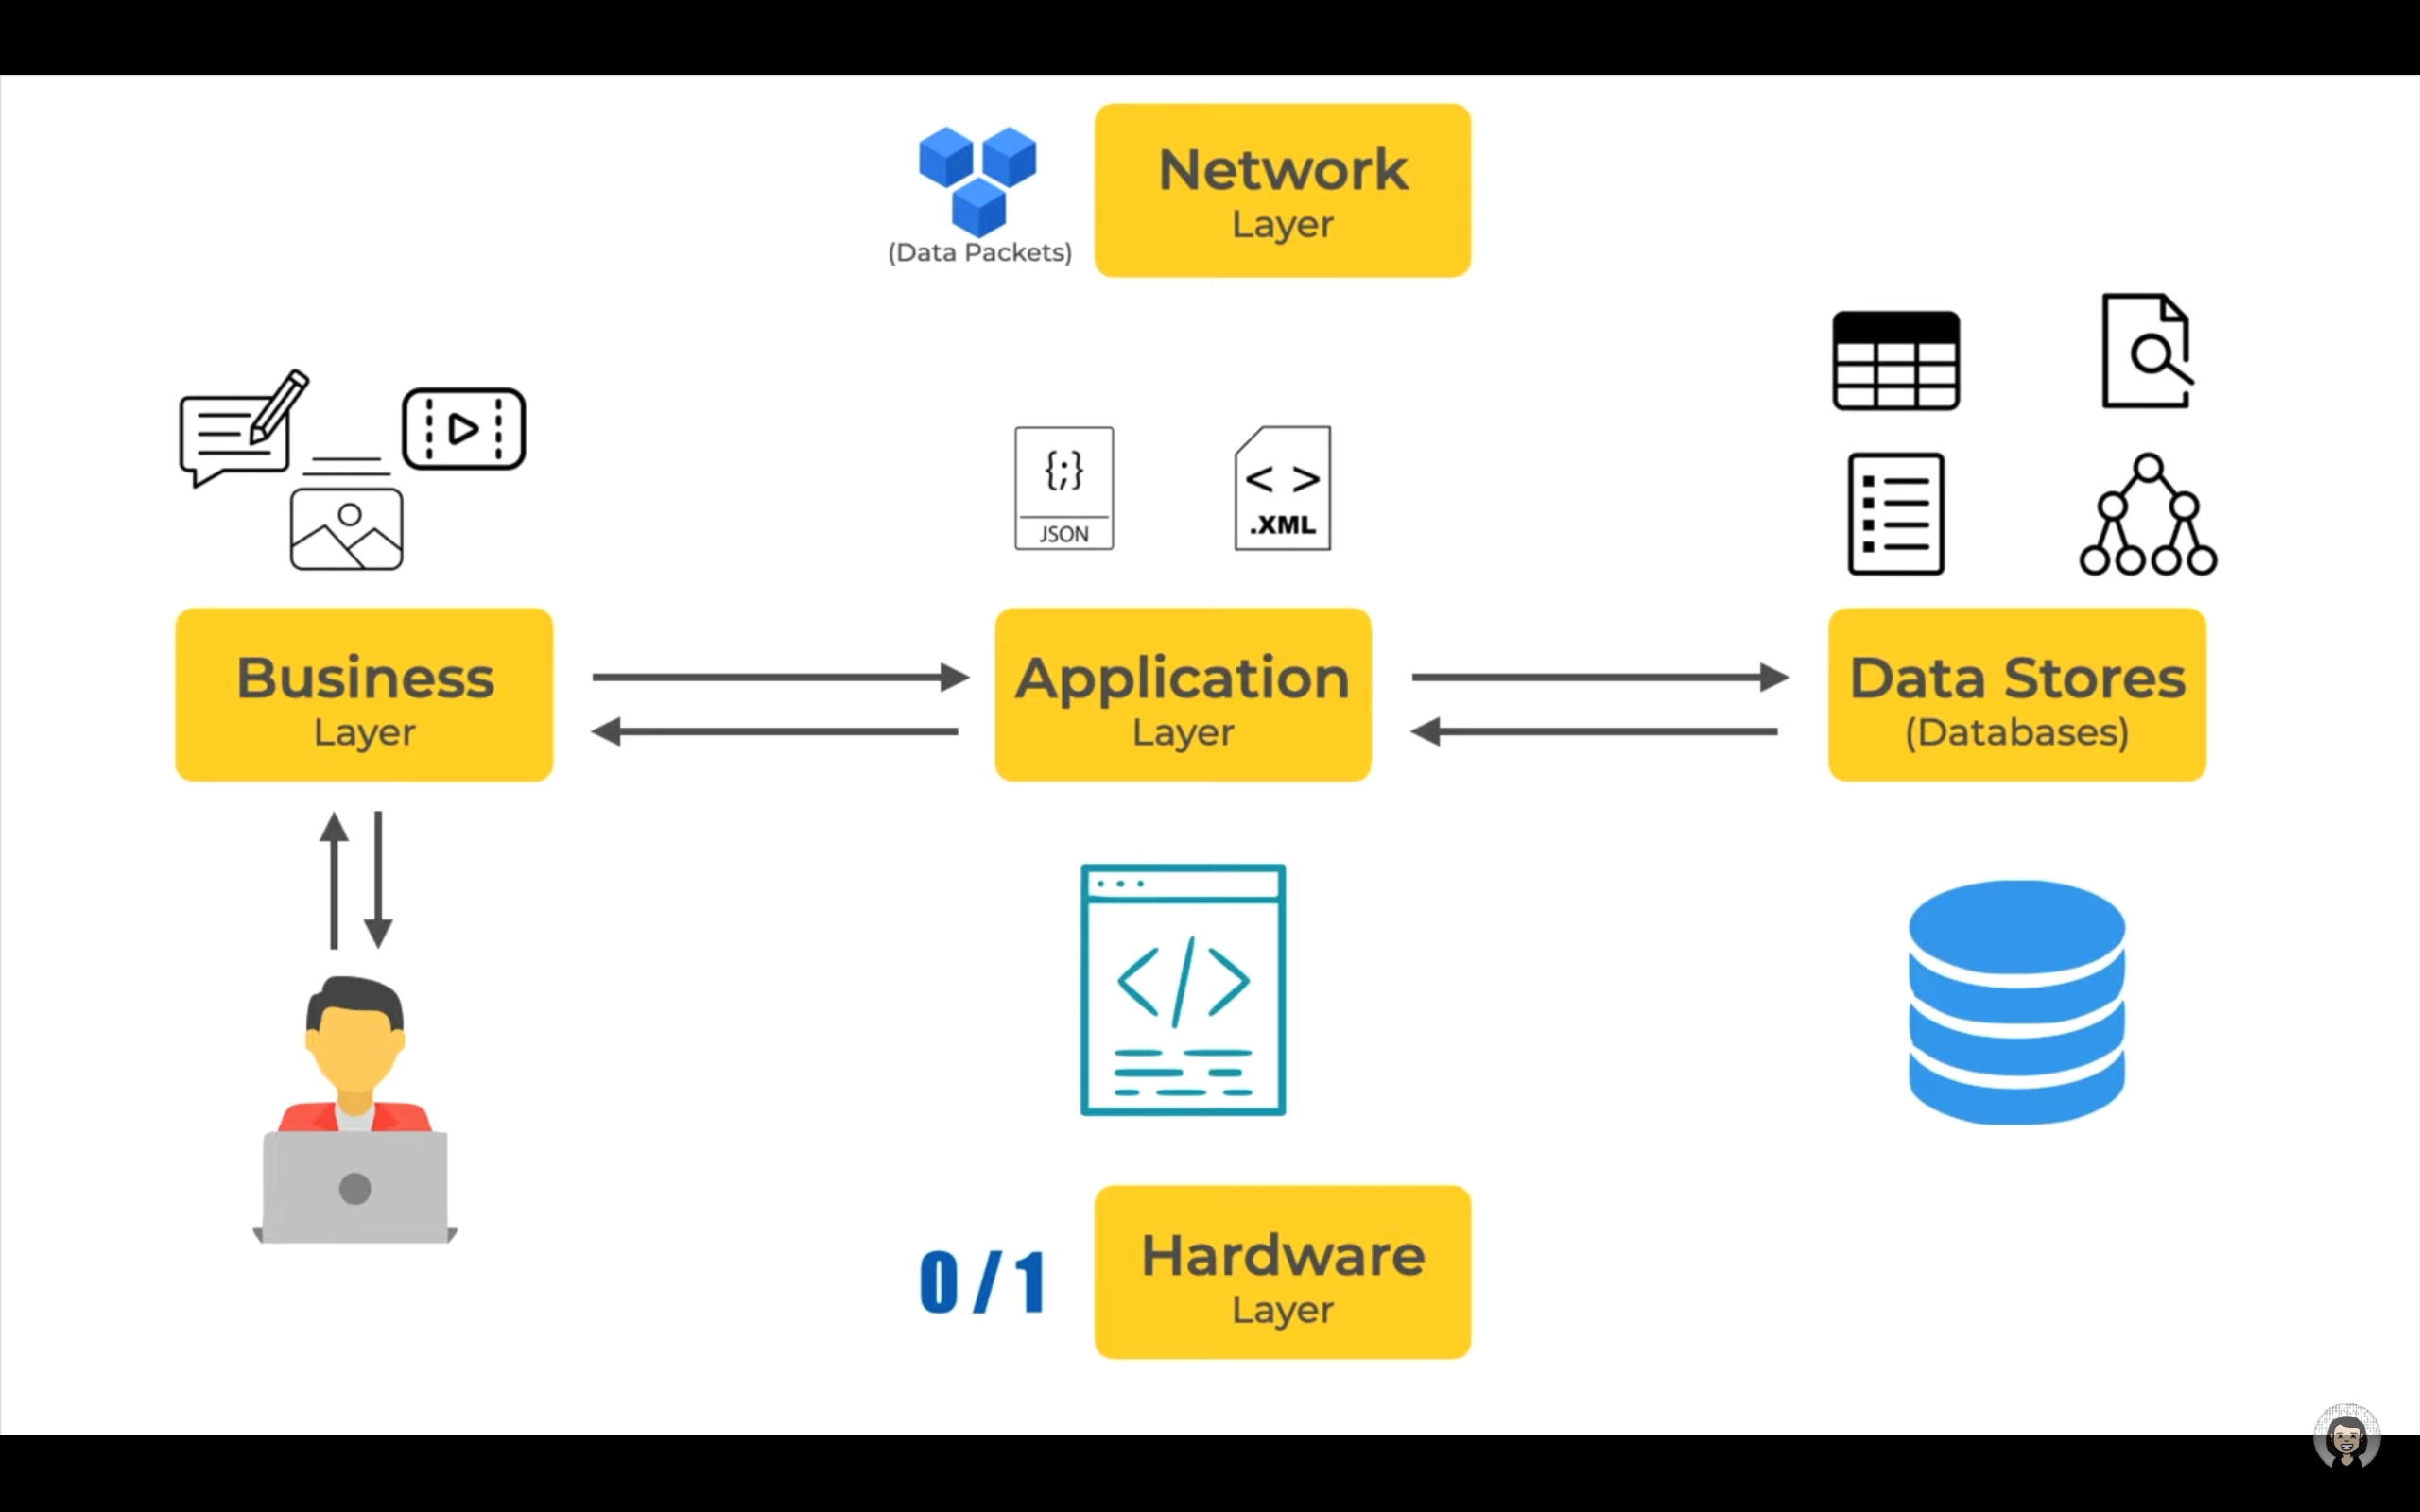 Network
Layer
(Data Packets)
{;}
JSON
< >
.XML
Business
Layer
Application
Layer
Data Stores
(Databases)
</>
0/1
Hardware
Layer